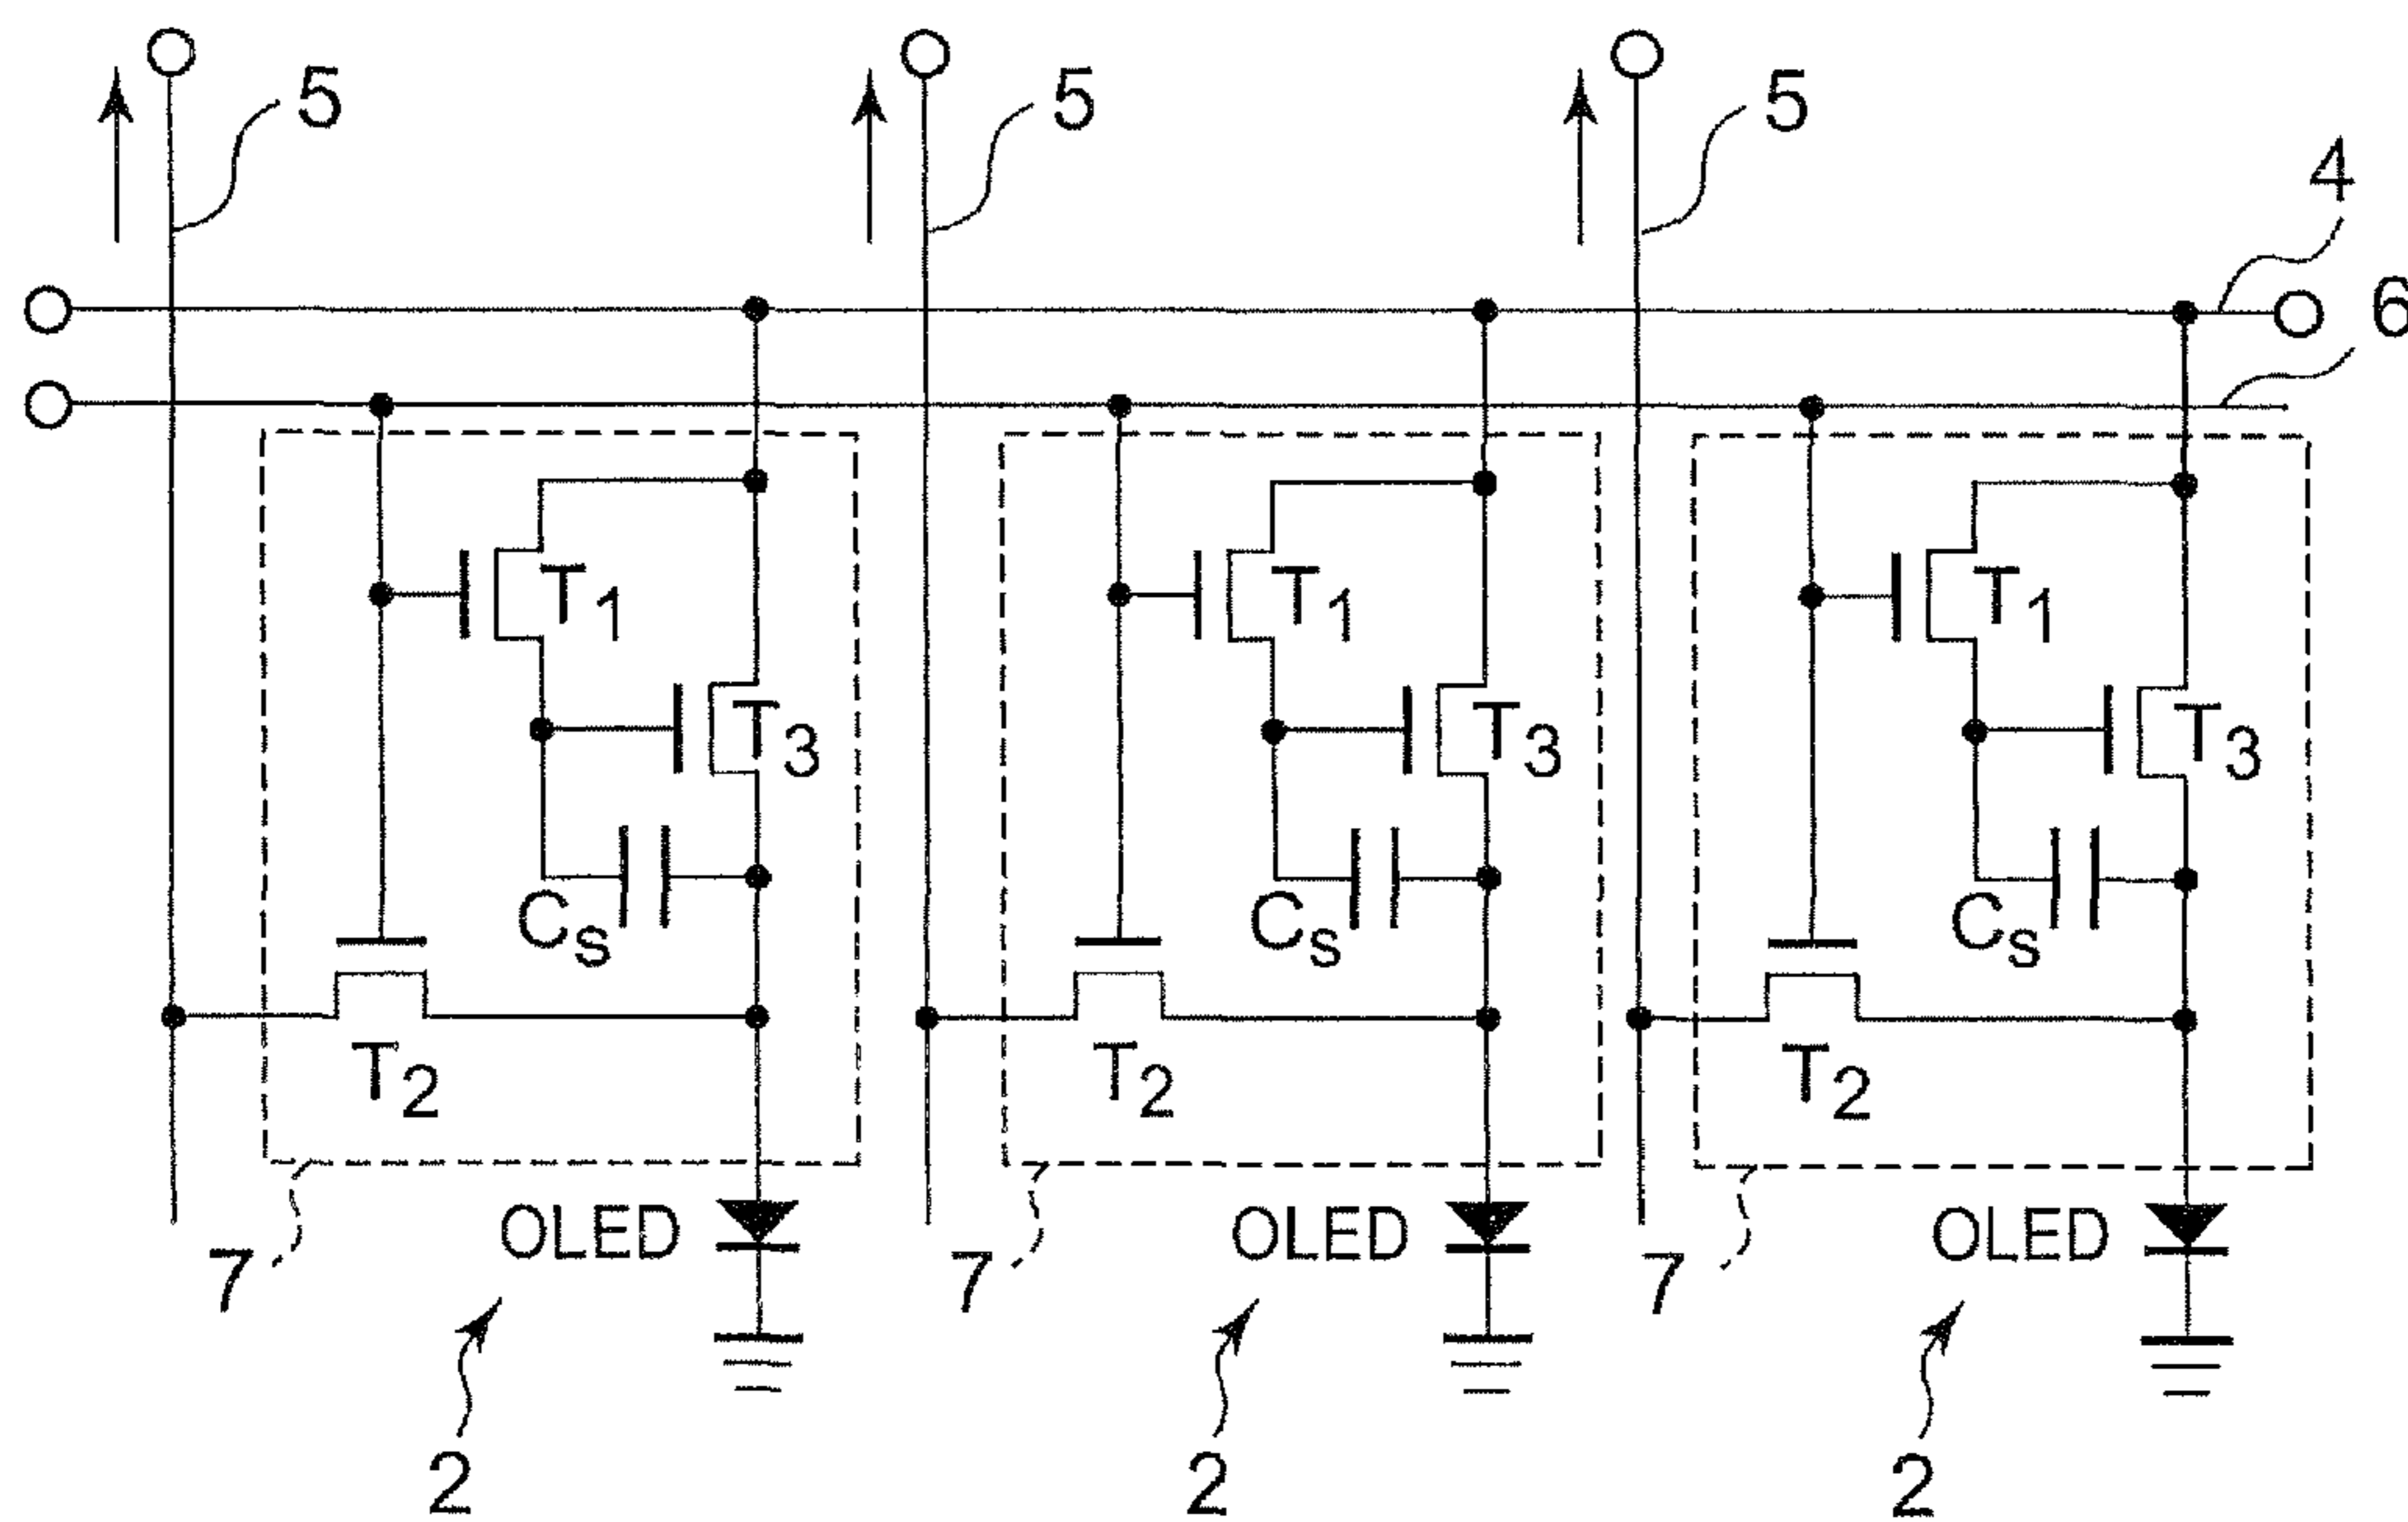 5 5 5
4
6
T1 T1 T1
T3 T3 T3
Cs Cs Cs
T2 T2 T2
OLED OLED OLED
7 7 7
2 2 2